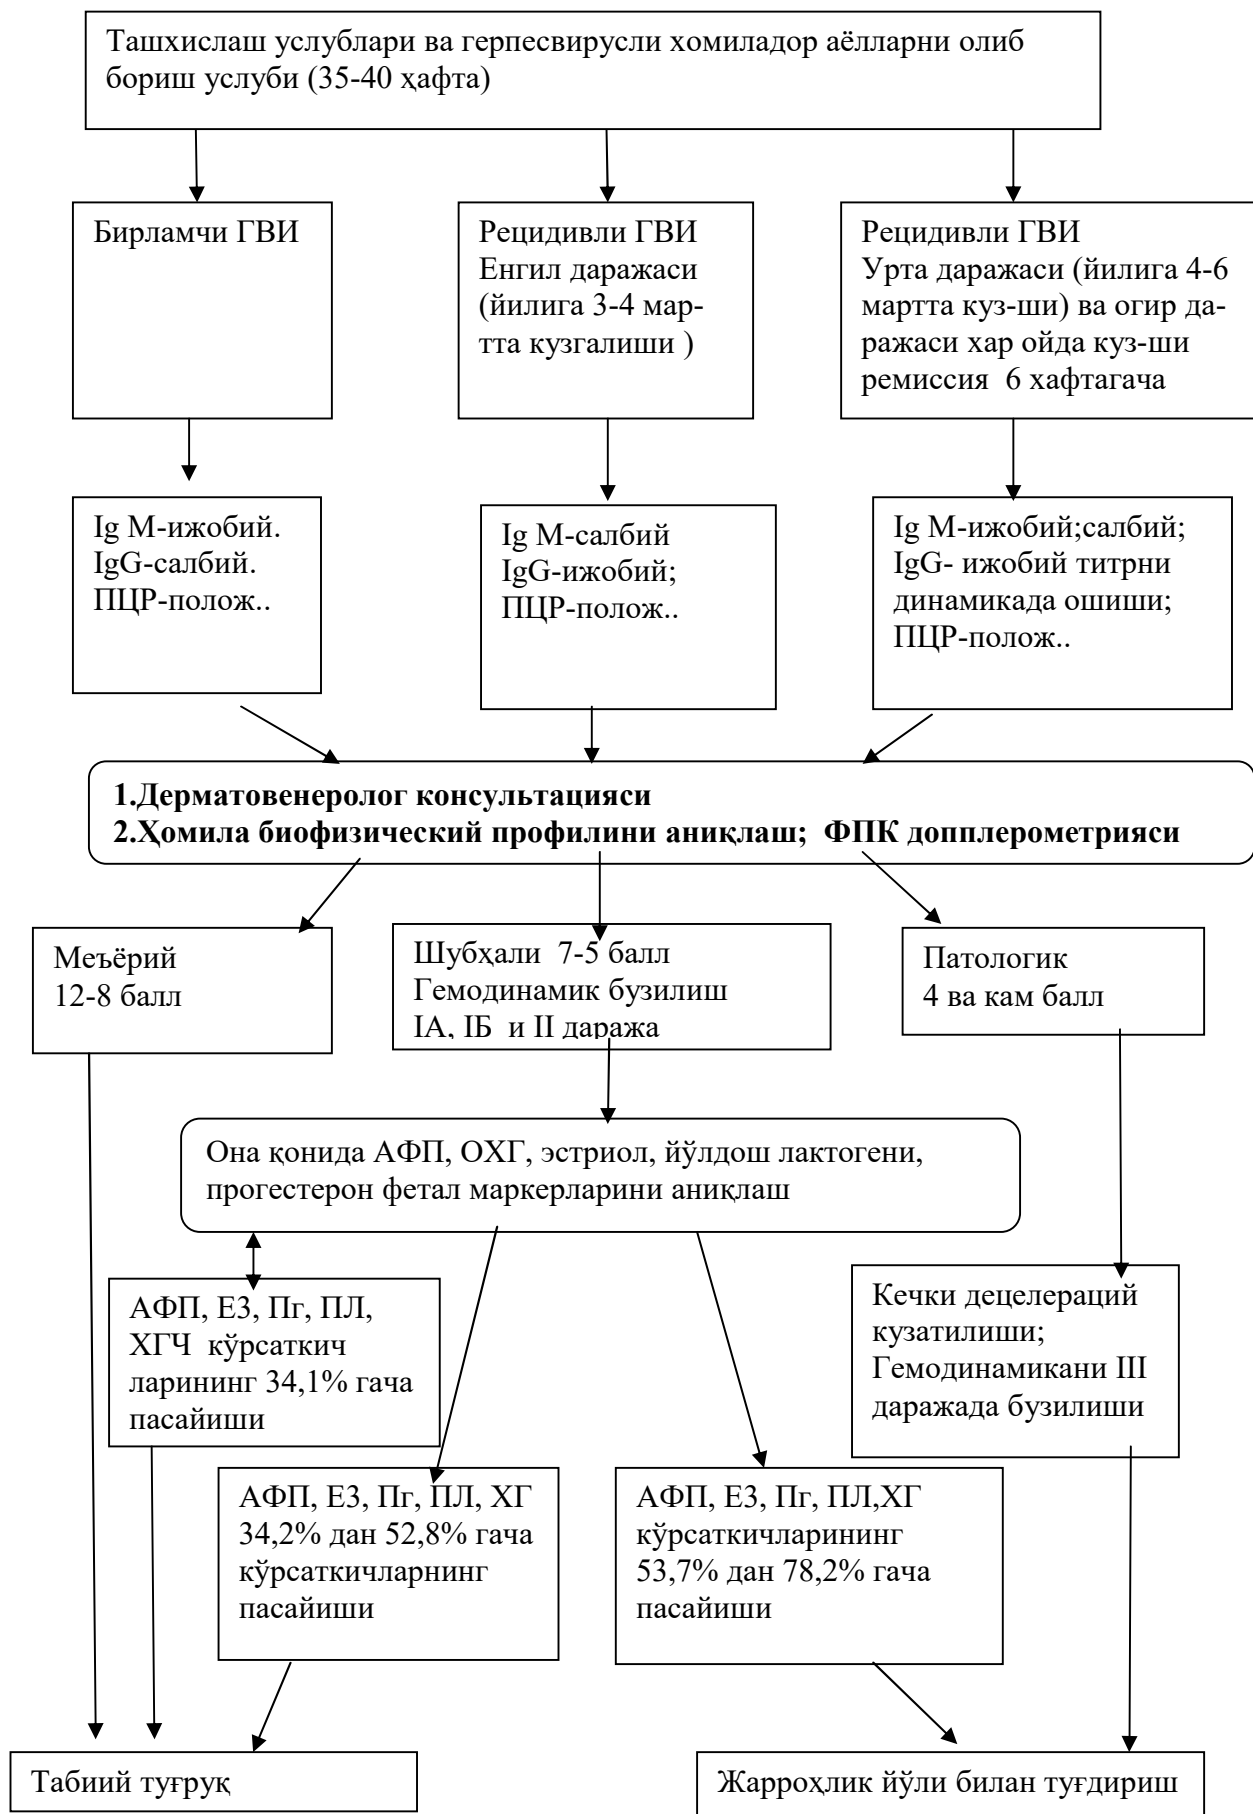 Ташхислаш услублари ва герпесвирусли хомиладор аёлларни олиб
бориш услуби (35-40 ҳафта)
Бирламчи ГВИ
Рецидивли ГВИ
Енгил даражаси
(йилига 3-4 мар-
тта кузгалиши )
Рецидивли ГВИ
Урта даражаси (йилига 4-6
мартта куз-ши) ва огир да-
ражаси хар ойда куз-ши
ремиссия 6 хафтагача
Ig M-ижобий.
IgG-салбий.
ПЦР-полож..
Ig M-салбий
IgG-ижобий;
ПЦР-полож..
Ig M-ижобий;салбий;
IgG- ижобий титрни
динамикада ошиши;
ПЦР-полож..
1.Дерматовенеролог консультацияси
2.Ҳомила биофизический профилини аниқлаш; ФПК допплерометрияси
Меъёрий
12-8 балл
Шубҳали 7-5 балл
Гемодинамик бузилиш
IА, IБ и II даража
Патологик
4 ва кам балл
Она қонида АФП, ОХГ, эстриол, йўлдош лактогени,
прогестерон фетал маркерларини аниқлаш
АФП, Е3, Пг, ПЛ,
ХГЧ кўрсаткич
ларининг 34,1% гача
пасайиши
Кечки децелераций
кузатилиши;
Гемодинамикани III
даражада бузилиши
АФП, Е3, Пг, ПЛ, ХГ
34,2% дан 52,8% гача
кўрсаткичларнинг
пасайиши
АФП, Е3, Пг, ПЛ,ХГ
кўрсаткичларининг
53,7% дан 78,2% гача
пасайиши
Табиий туғруқ
Жарроҳлик йўли билан туғдириш